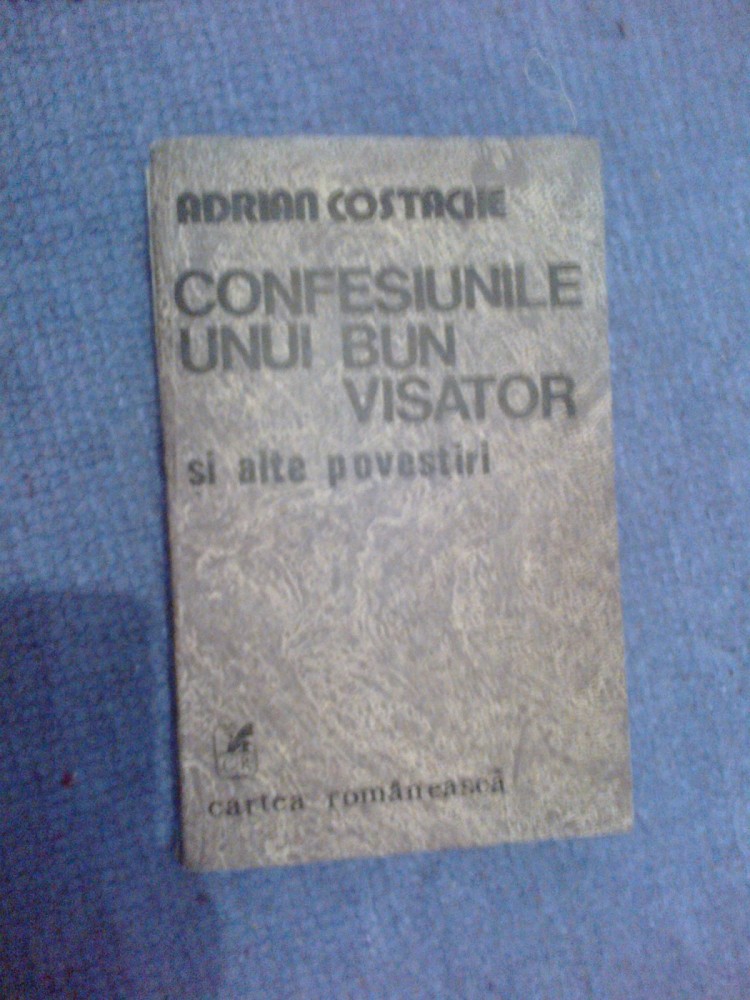 ADRIAN COSTACHE
CONFESIUNILE
UNUI BUN
VISATOR
si alte povestiri
cartea românească